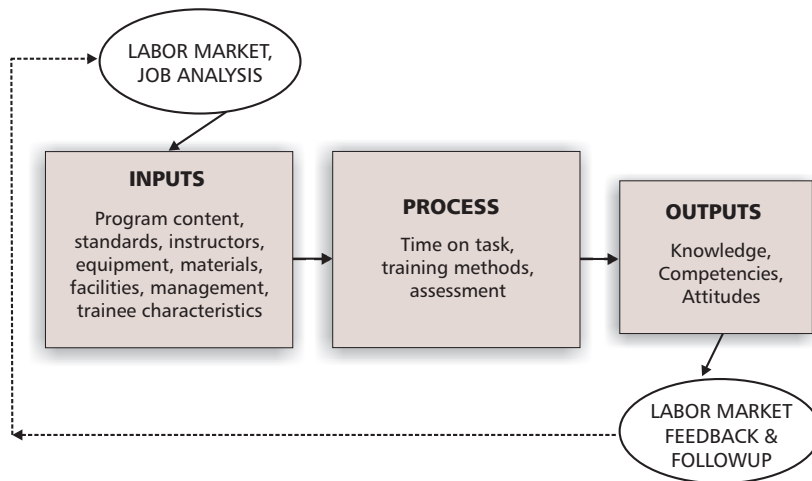 LABOR MARKET,
JOB ANALYSIS
INPUTS
Program content,
standards, instructors,
equipment, materials,
facilities, management,
trainee characteristics
PROCESS
Time on task,
training methods,
assessment
OUTPUTS
Knowledge,
Competencies,
Attitudes
LABOR MARKET
FEEDBACK &
FOLLOWUP